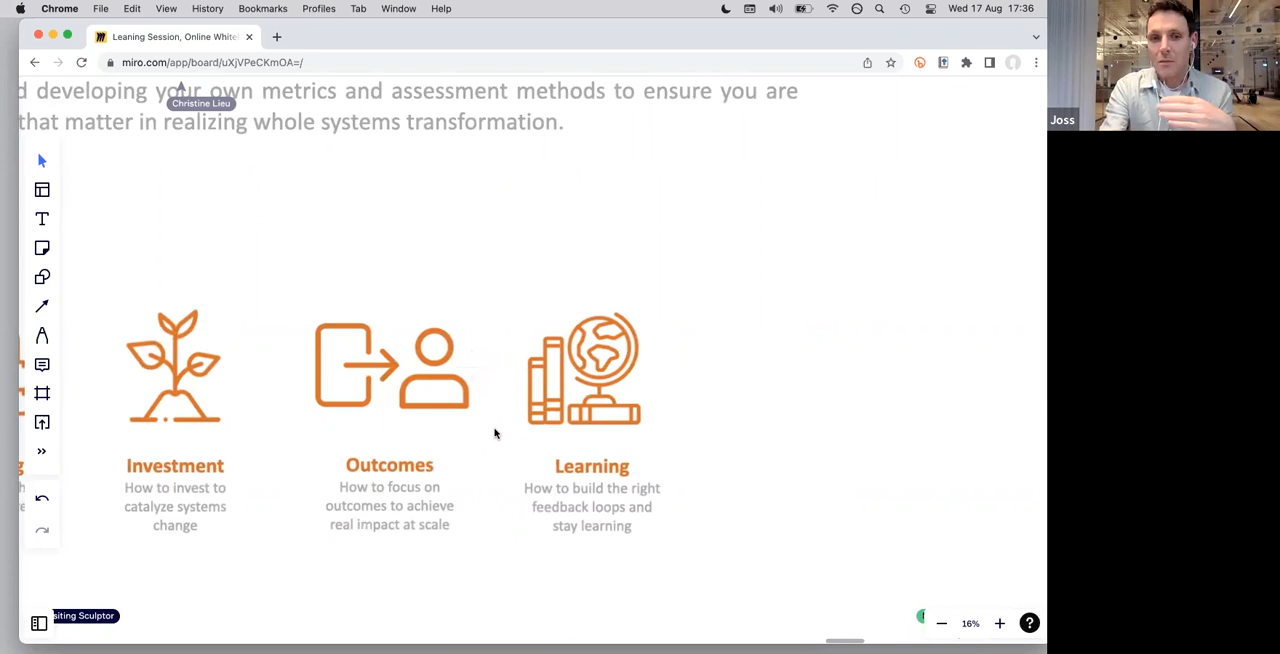 Chrome File Edit View History Bookmarks Profiles Tab Window Help Wed 17 Aug 17:36
Leaning Session, Online White
miro.com/app/board/uXjVPeCKmOA=/
d developing your own metrics and assessment methods to ensure you are
Christine Lieu
that matter in realizing whole systems transformation.
Joss
Investment
How to invest to
catalyze systems
change
Outcomes
How to focus on
outcomes to achieve
real impact at scale
Learning
How to build the right
feedback loops and
stay learning
siting Sculptor
16%